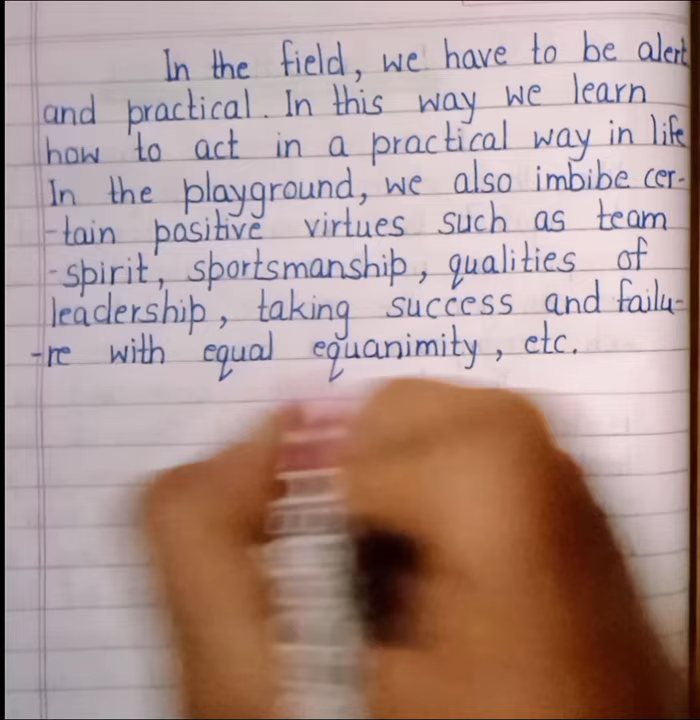 In the field, we have to be alert
and practical. In this way we learn
how to act in a practical way in life
In the playground, we also imbibe cer-
-tain positive virtues such as team
-spirit, sportsmanship, qualities of
leadership, taking success and failu-
-re with equal equanimity, etc.